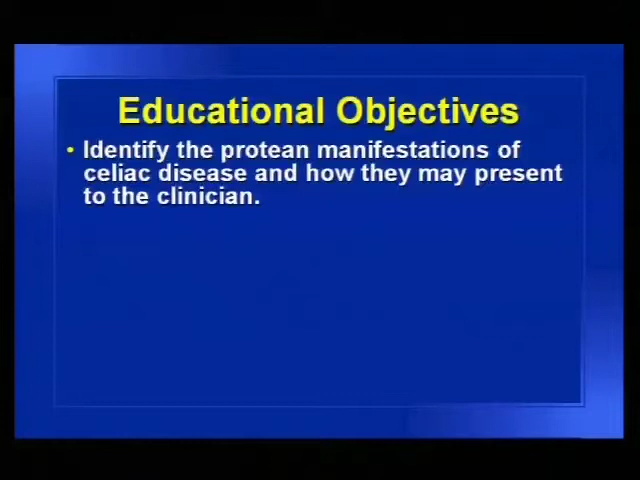 Educational Objectives
• Identify the protean manifestations of
celiac disease and how they may present
to the clinician.